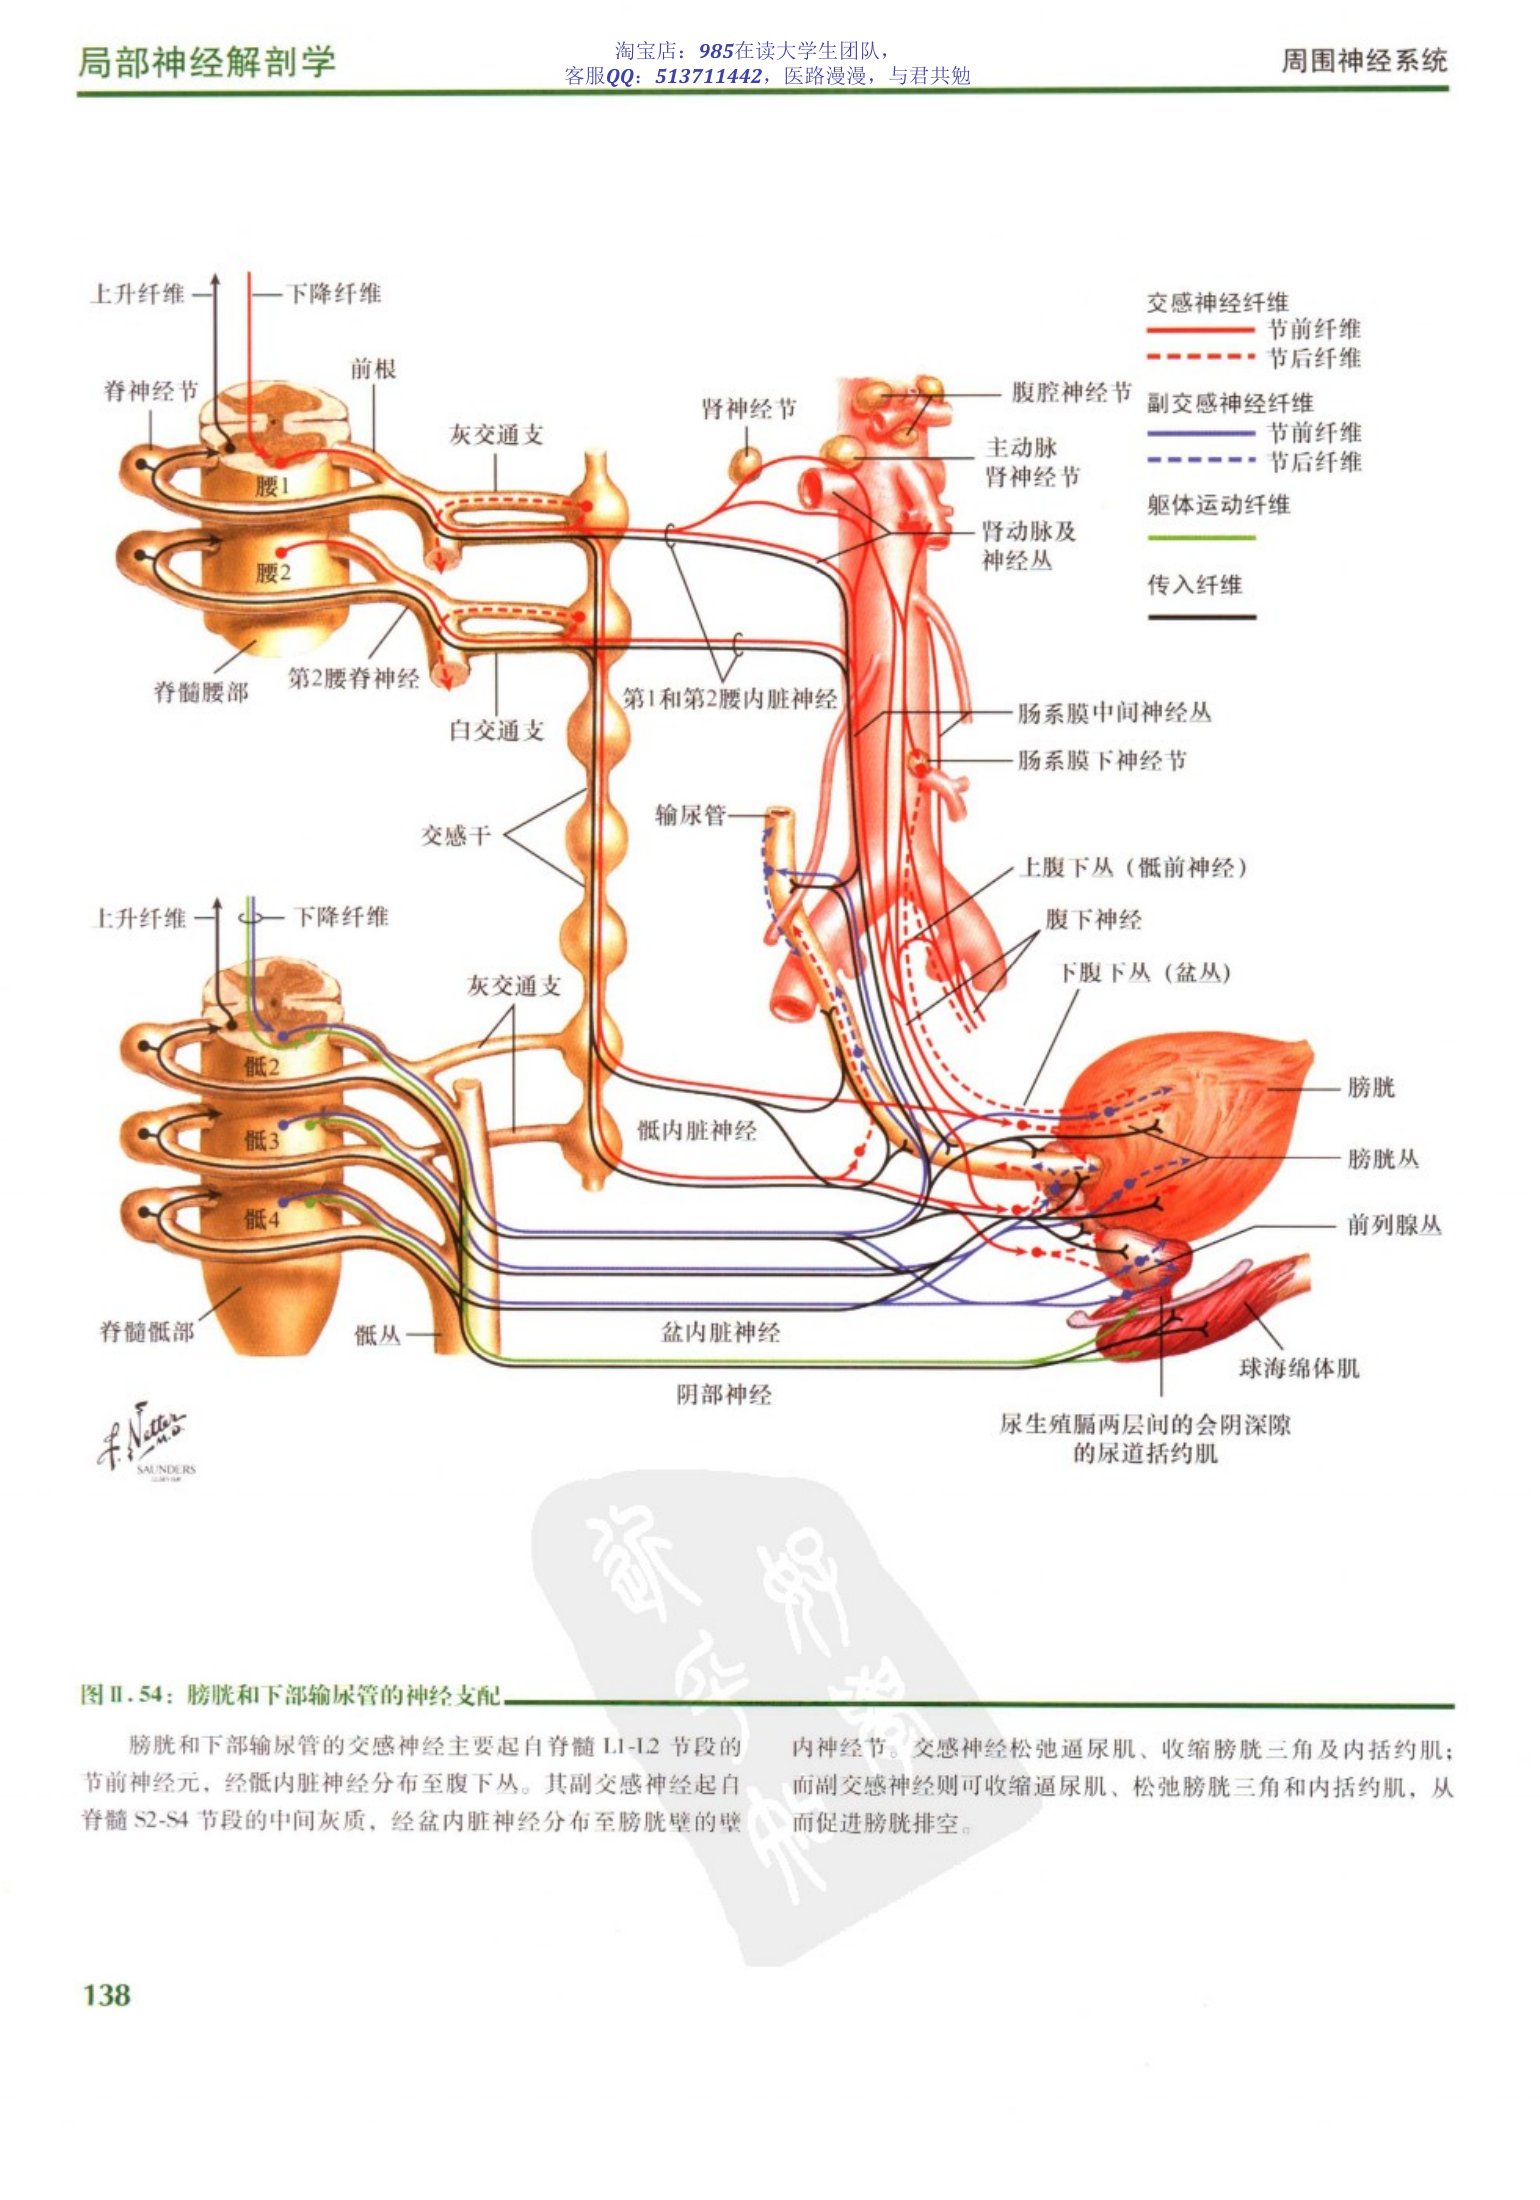 局部神经解剖学
淘宝店：985在读大学生团队，
客服QQ：513711442，医路漫漫，与君共勉
周围神经系统
上升纤维
下降纤维
脊神经节
前根
灰交通支
肾神经节
腹腔神经节
主动脉
肾神经节
肾动脉及
神经丛
交感神经纤维
节前纤维
节后纤维
副交感神经纤维
节前纤维
节后纤维
躯体运动纤维
传入纤维
腰1
腰2
脊髓腰部
第2腰脊神经
白交通支
第1和第2腰内脏神经
肠系膜中间神经丛
肠系膜下神经节
输尿管
交感干
上腹下丛（骶前神经）
腹下神经
下腹下丛（盆丛）
上升纤维
下降纤维
灰交通支
骶2
骶3
骶4
骶内脏神经
膀胱
膀胱丛
前列腺丛
脊髓骶部
骶丛
盆内脏神经
阴部神经
球海绵体肌
尿生殖膈两层间的会阴深隙
的尿道括约肌
F. Netter
M.D.
SAUNDERS
图Ⅱ.54：膀胱和下部输尿管的神经支配
膀胱和下部输尿管的交感神经主要起自脊髓 L1-L2 节段的
节前神经元，经骶内脏神经分布至腹下丛。其副交感神经起自
脊髓 S2-S4 节段的中间灰质，经盆内脏神经分布至膀胱壁的壁
内神经节。交感神经松弛逼尿肌、收缩膀胱三角及内括约肌；
而副交感神经则可收缩逼尿肌、松弛膀胱三角和内括约肌，从
而促进膀胱排空。
138